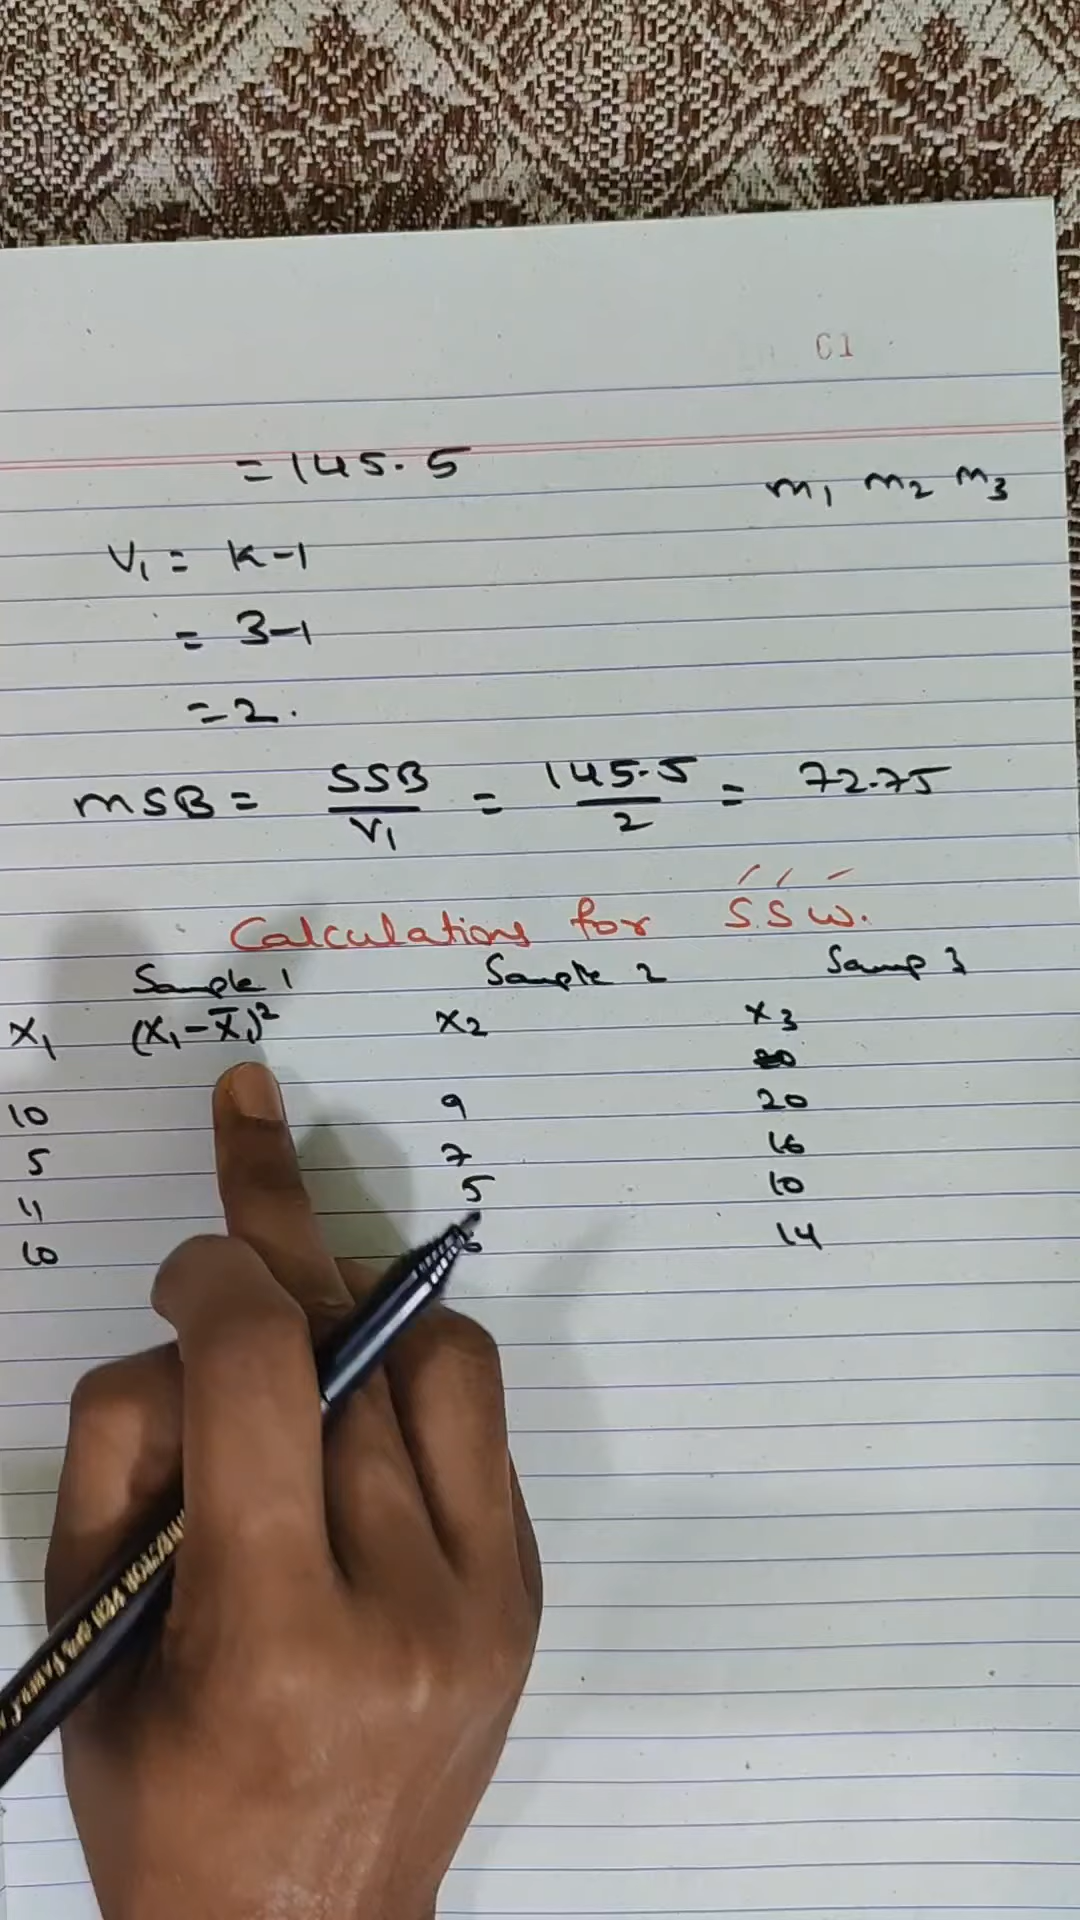 61
= 145.5
m1 m2 m3
V1 = K-1
= 3-1
= 2.
MSB = SSB/V1 = 145.5/2 = 72.75
Calculations for S.S.W.
Sample 1 Sample 2 Samp 3
X1 (X1-X̄1)² X2 X3
10 9 20
5 7 16
11 5 10
10 6 14